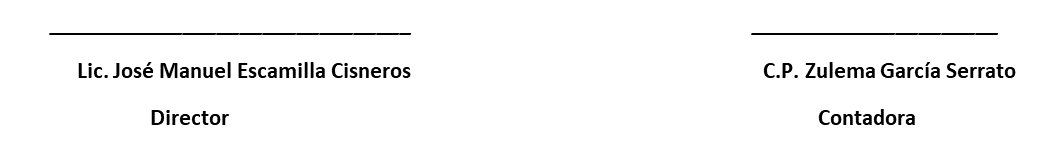 Lic. José Manuel Escamilla Cisneros
Director
C.P. Zulema García Serrato
Contadora